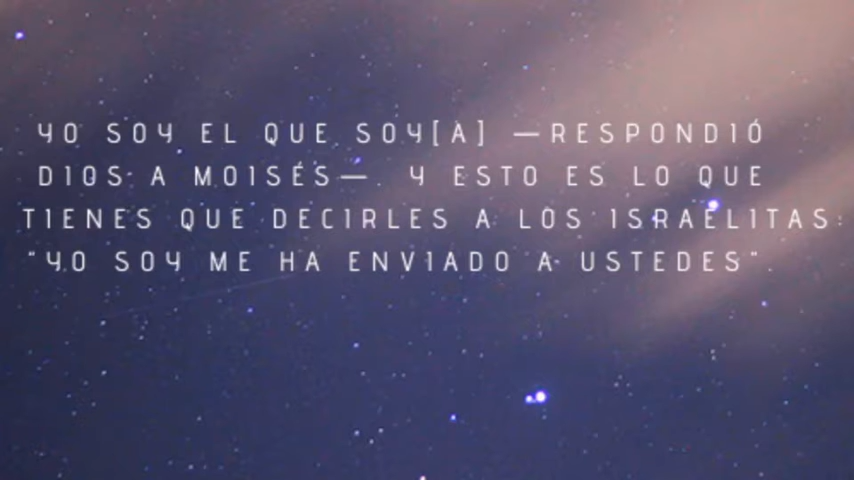 YO SOY EL QUE SOY[A] —RESPONDIÓ
DIOS A MOISÉS—. Y ESTO ES LO QUE
TIENES QUE DECIRLES A LOS ISRAELITAS:
"YO SOY ME HA ENVIADO A USTEDES".